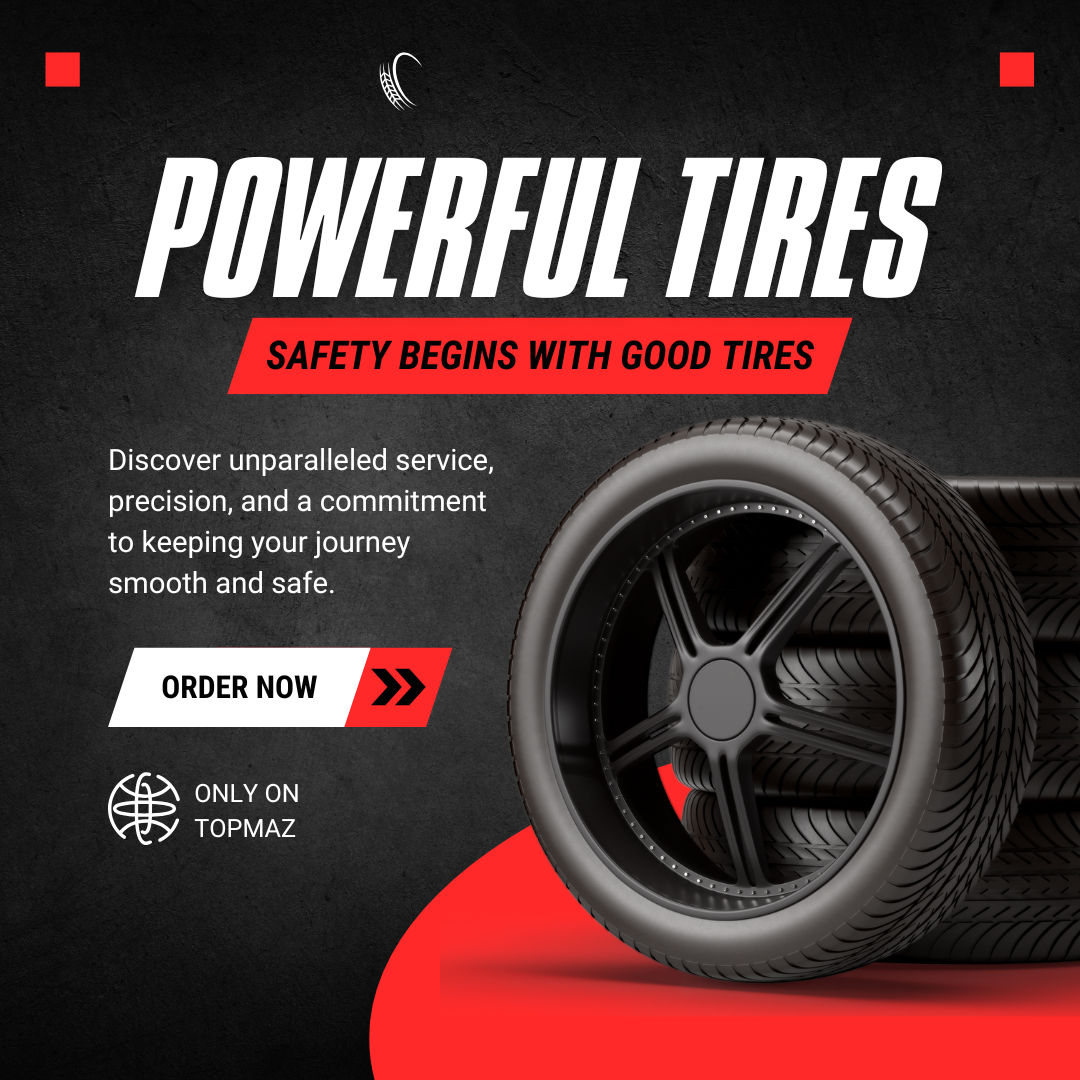 POWERFUL TIRES
SAFETY BEGINS WITH GOOD TIRES
Discover unparalleled service,
precision, and a commitment
to keeping your journey
smooth and safe.
ORDER NOW
ONLY ON
TOPMAZ